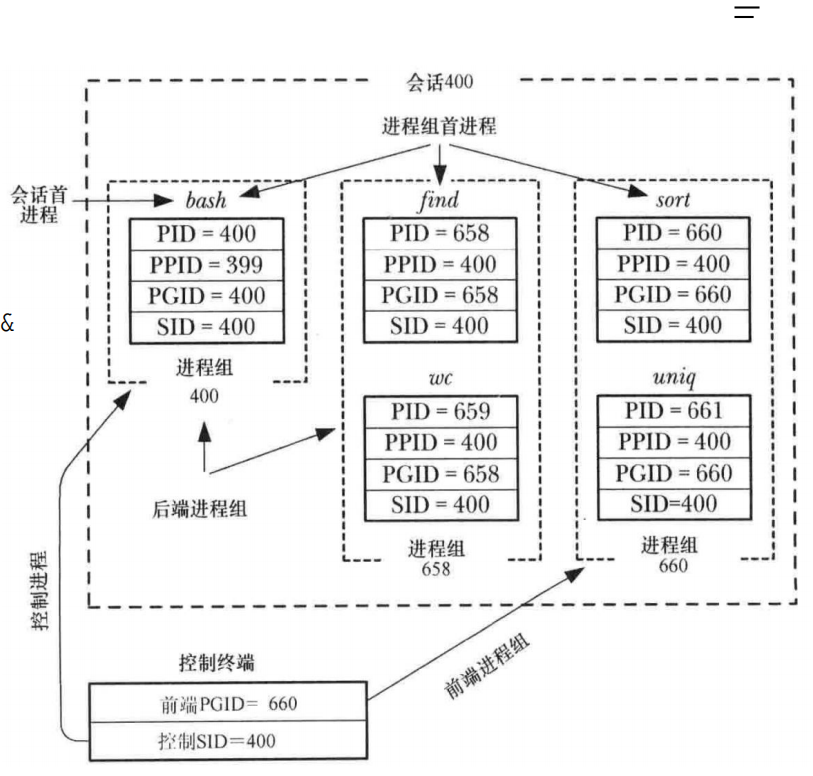 会话400
进程组首进程
会话首
进程
bash
PID = 400
PPID = 399
PGID = 400
SID = 400
进程组
400
find
PID = 658
PPID = 400
PGID = 658
SID = 400
wc
PID = 659
PPID = 400
PGID = 658
SID = 400
进程组
658
sort
PID = 660
PPID = 400
PGID = 660
SID = 400
uniq
PID = 661
PPID = 400
PGID = 660
SID=400
进程组
660
&
后端进程组
控制进程
前端进程组
控制终端
前端PGID= 660
控制SID=400